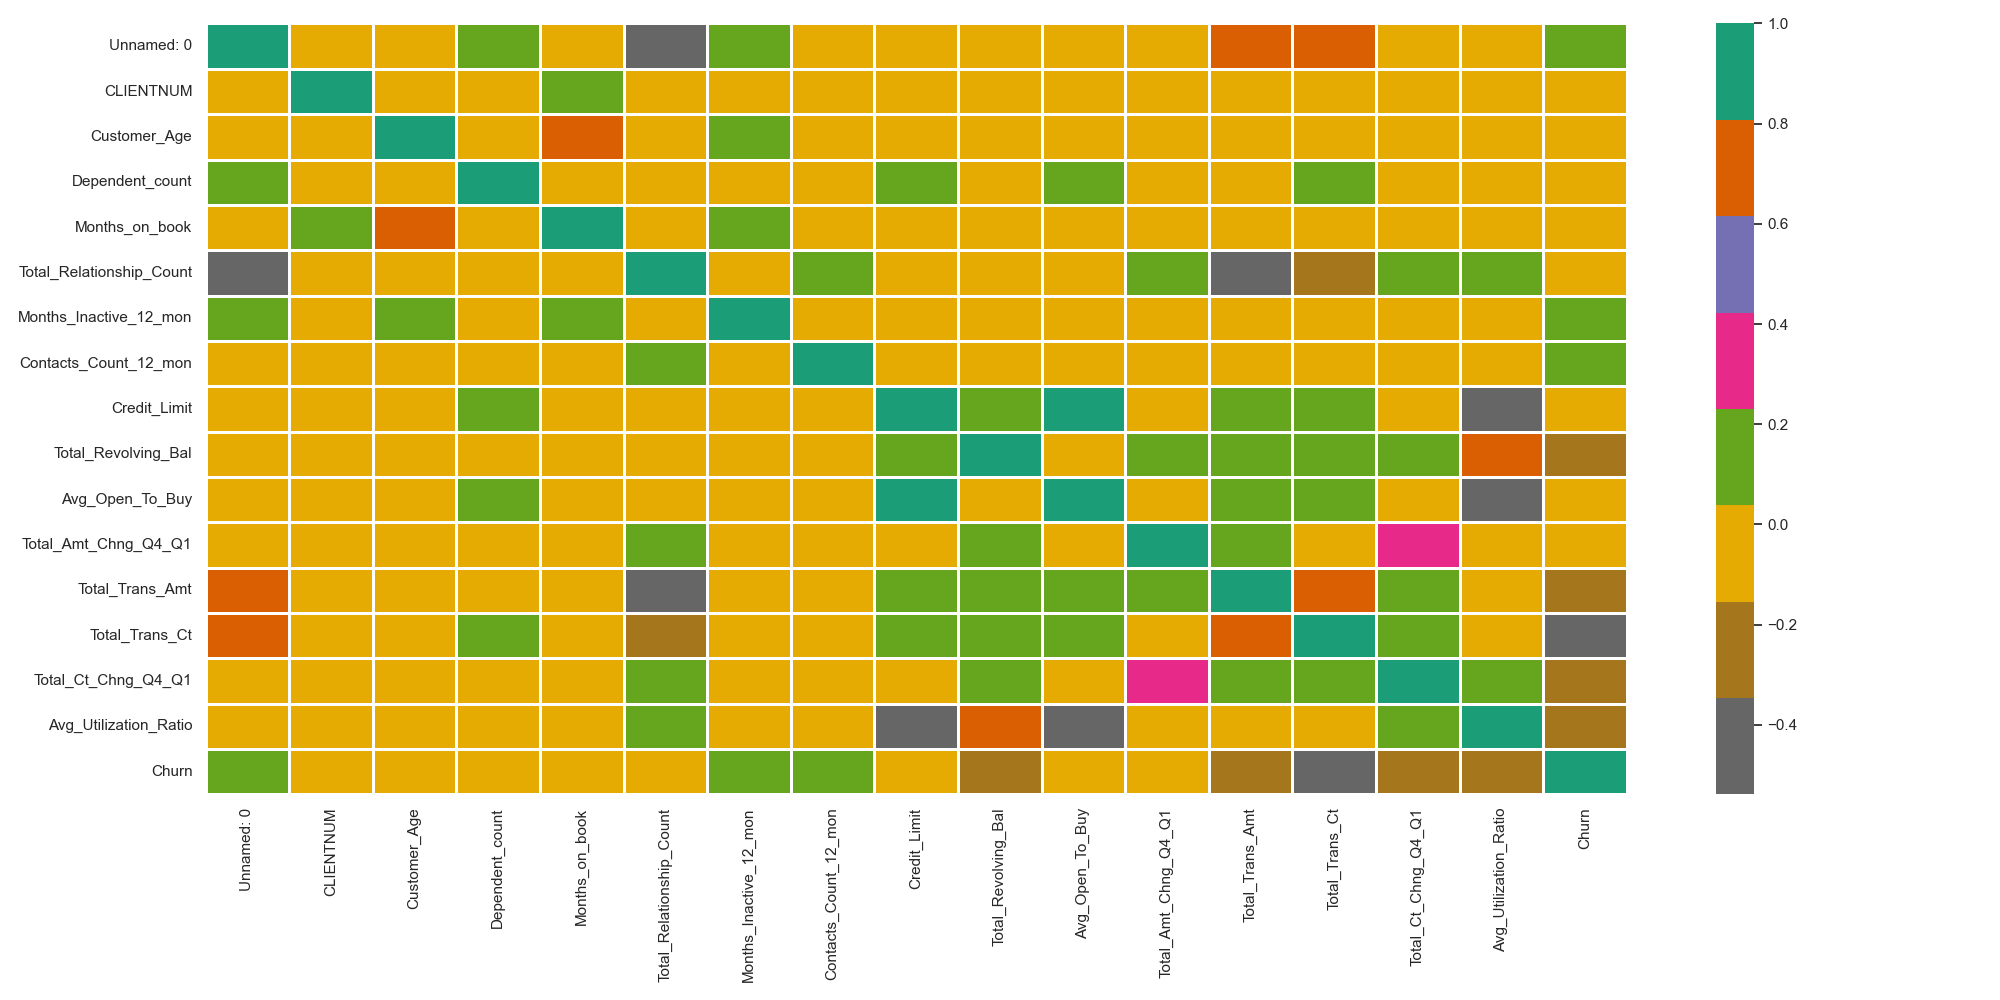 Unnamed: 0
CLIENTNUM
Customer_Age
Dependent_count
Months_on_book
Total_Relationship_Count
Months_Inactive_12_mon
Contacts_Count_12_mon
Credit_Limit
Total_Revolving_Bal
Avg_Open_To_Buy
Total_Amt_Chng_Q4_Q1
Total_Trans_Amt
Total_Trans_Ct
Total_Ct_Chng_Q4_Q1
Avg_Utilization_Ratio
Churn
Unnamed: 0
CLIENTNUM
Customer_Age
Dependent_count
Months_on_book
Total_Relationship_Count
Months_Inactive_12_mon
Contacts_Count_12_mon
Credit_Limit
Total_Revolving_Bal
Avg_Open_To_Buy
Total_Amt_Chng_Q4_Q1
Total_Trans_Amt
Total_Trans_Ct
Total_Ct_Chng_Q4_Q1
Avg_Utilization_Ratio
Churn
1.0
0.8
0.6
0.4
0.2
0.0
−0.2
−0.4